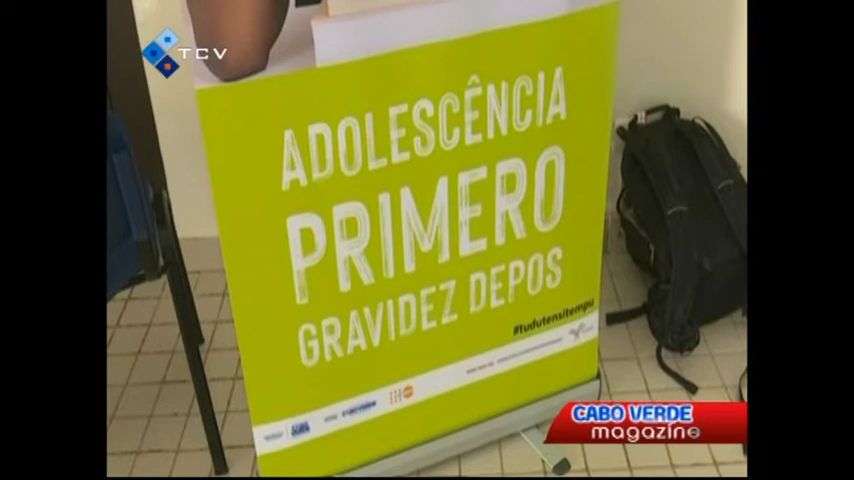 TCV
ADOLESCÊNCIA
PRIMERO
GRAVIDEZ DEPOS
#tudutensitempu
CABO VERDE
magazine